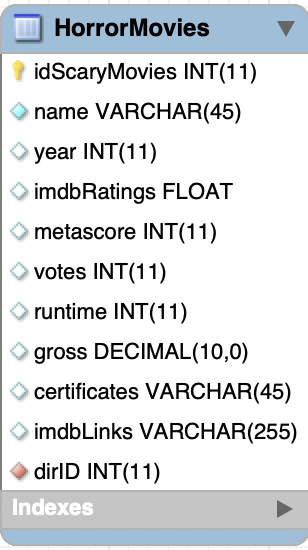 HorrorMovies
idScaryMovies INT(11)
name VARCHAR(45)
year INT(11)
imdbRatings FLOAT
metascore INT(11)
votes INT(11)
runtime INT(11)
gross DECIMAL(10,0)
certificates VARCHAR(45)
imdbLinks VARCHAR(255)
dirID INT(11)
Indexes